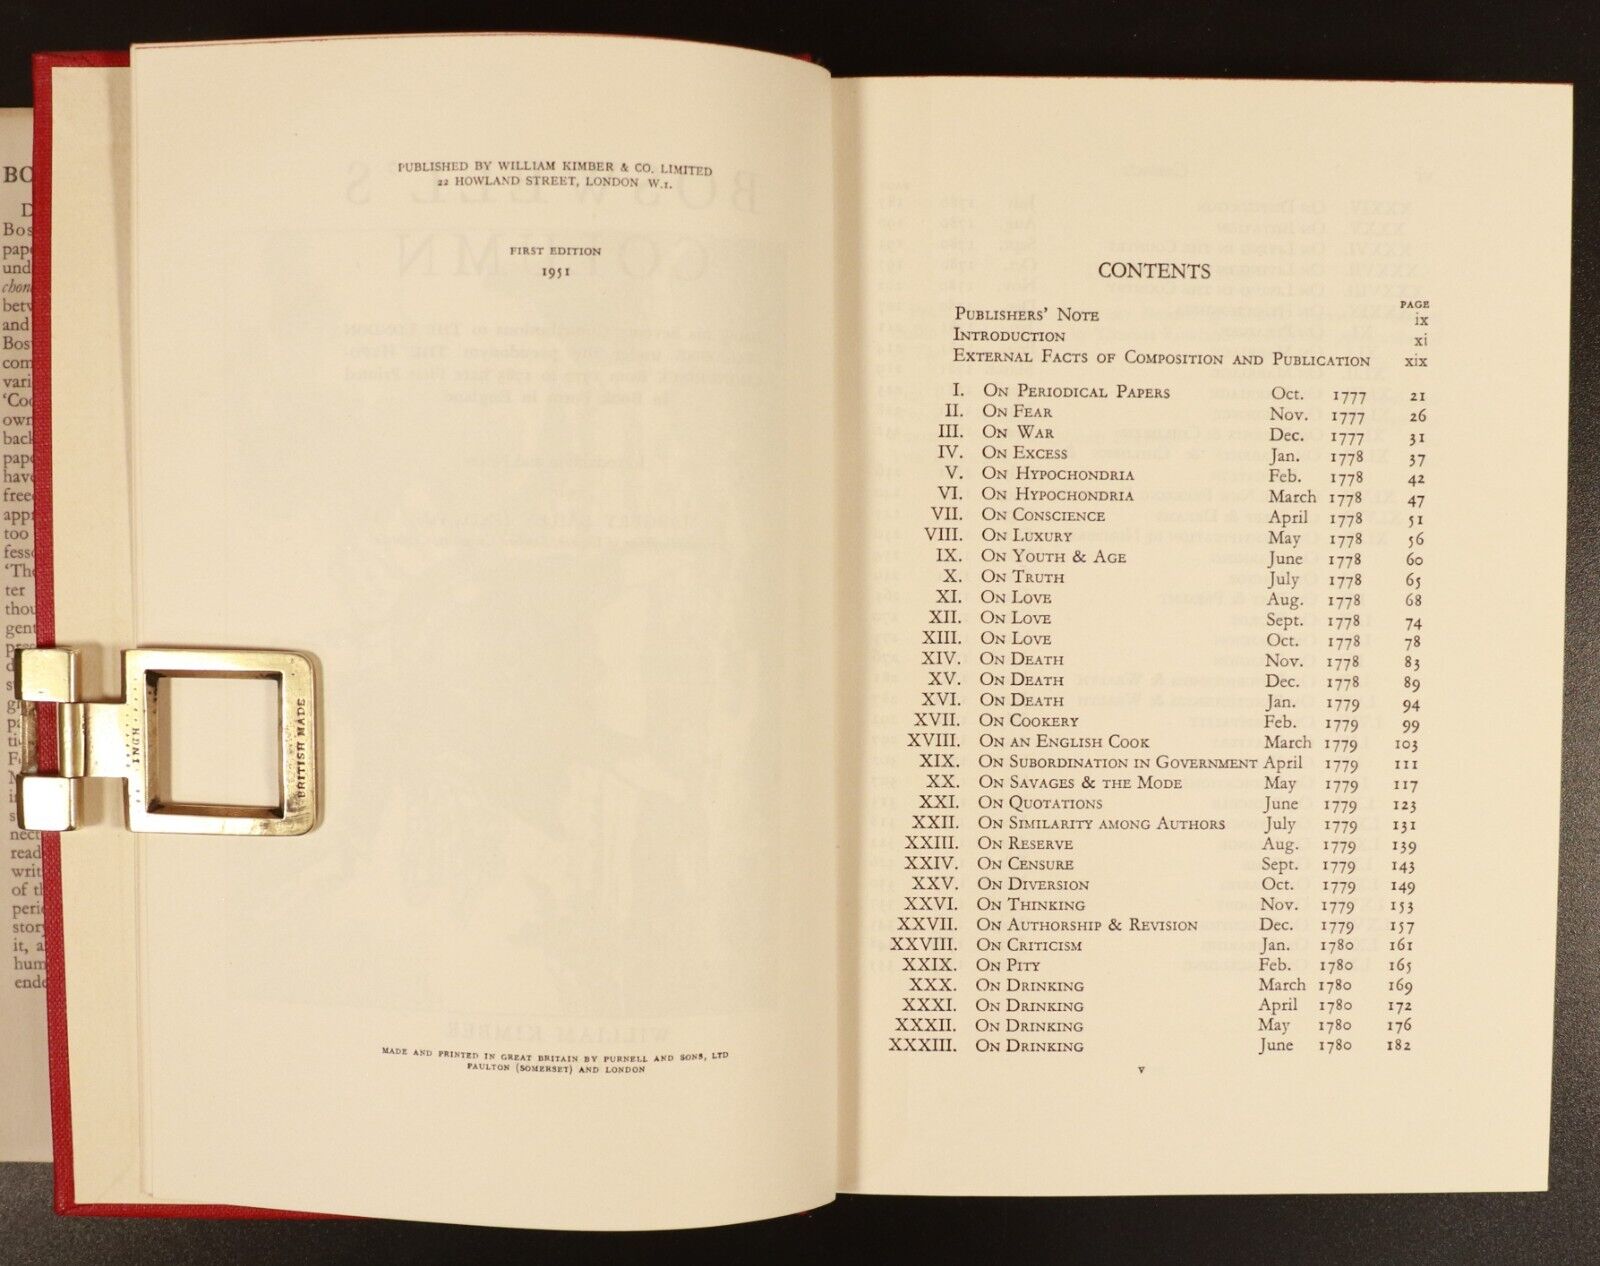 PUBLISHED BY WILLIAM KIMBER & CO. LIMITED
22 HOWLAND STREET, LONDON W.1.
FIRST EDITION
1951
MADE AND PRINTED IN GREAT BRITAIN BY PURNELL AND SONS, LTD
PAULTON (SOMERSET) AND LONDON
INCH
BRITISH MADE
CONTENTS
PAGE
PUBLISHERS' NOTE ix
INTRODUCTION xi
EXTERNAL FACTS OF COMPOSITION AND PUBLICATION xix
I. ON PERIODICAL PAPERS Oct. 1777 21
II. ON FEAR Nov. 1777 26
III. ON WAR Dec. 1777 31
IV. ON EXCESS Jan. 1778 37
V. ON HYPOCHONDRIA Feb. 1778 42
VI. ON HYPOCHONDRIA March 1778 47
VII. ON CONSCIENCE April 1778 51
VIII. ON LUXURY May 1778 56
IX. ON YOUTH & AGE June 1778 60
X. ON TRUTH July 1778 65
XI. ON LOVE Aug. 1778 68
XII. ON LOVE Sept. 1778 74
XIII. ON LOVE Oct. 1778 78
XIV. ON DEATH Nov. 1778 83
XV. ON DEATH Dec. 1778 89
XVI. ON DEATH Jan. 1779 94
XVII. ON COOKERY Feb. 1779 99
XVIII. ON AN ENGLISH COOK March 1779 103
XIX. ON SUBORDINATION IN GOVERNMENT April 1779 111
XX. ON SAVAGES & THE MODE May 1779 117
XXI. ON QUOTATIONS June 1779 123
XXII. ON SIMILARITY AMONG AUTHORS July 1779 131
XXIII. ON RESERVE Aug. 1779 139
XXIV. ON CENSURE Sept. 1779 143
XXV. ON DIVERSION Oct. 1779 149
XXVI. ON THINKING Nov. 1779 153
XXVII. ON AUTHORSHIP & REVISION Dec. 1779 157
XXVIII. ON CRITICISM Jan. 1780 161
XXIX. ON PITY Feb. 1780 165
XXX. ON DRINKING March 1780 169
XXXI. ON DRINKING April 1780 172
XXXII. ON DRINKING May 1780 176
XXXIII. ON DRINKING June 1780 182
v